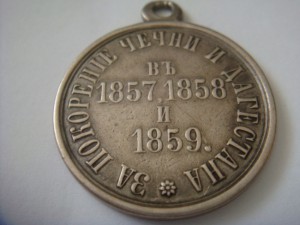 ЗА ПОКОРЕНІЕ ЧЕЧНИ И ДАГЕСТАНА
ВЪ
1857, 1858
И
1859.